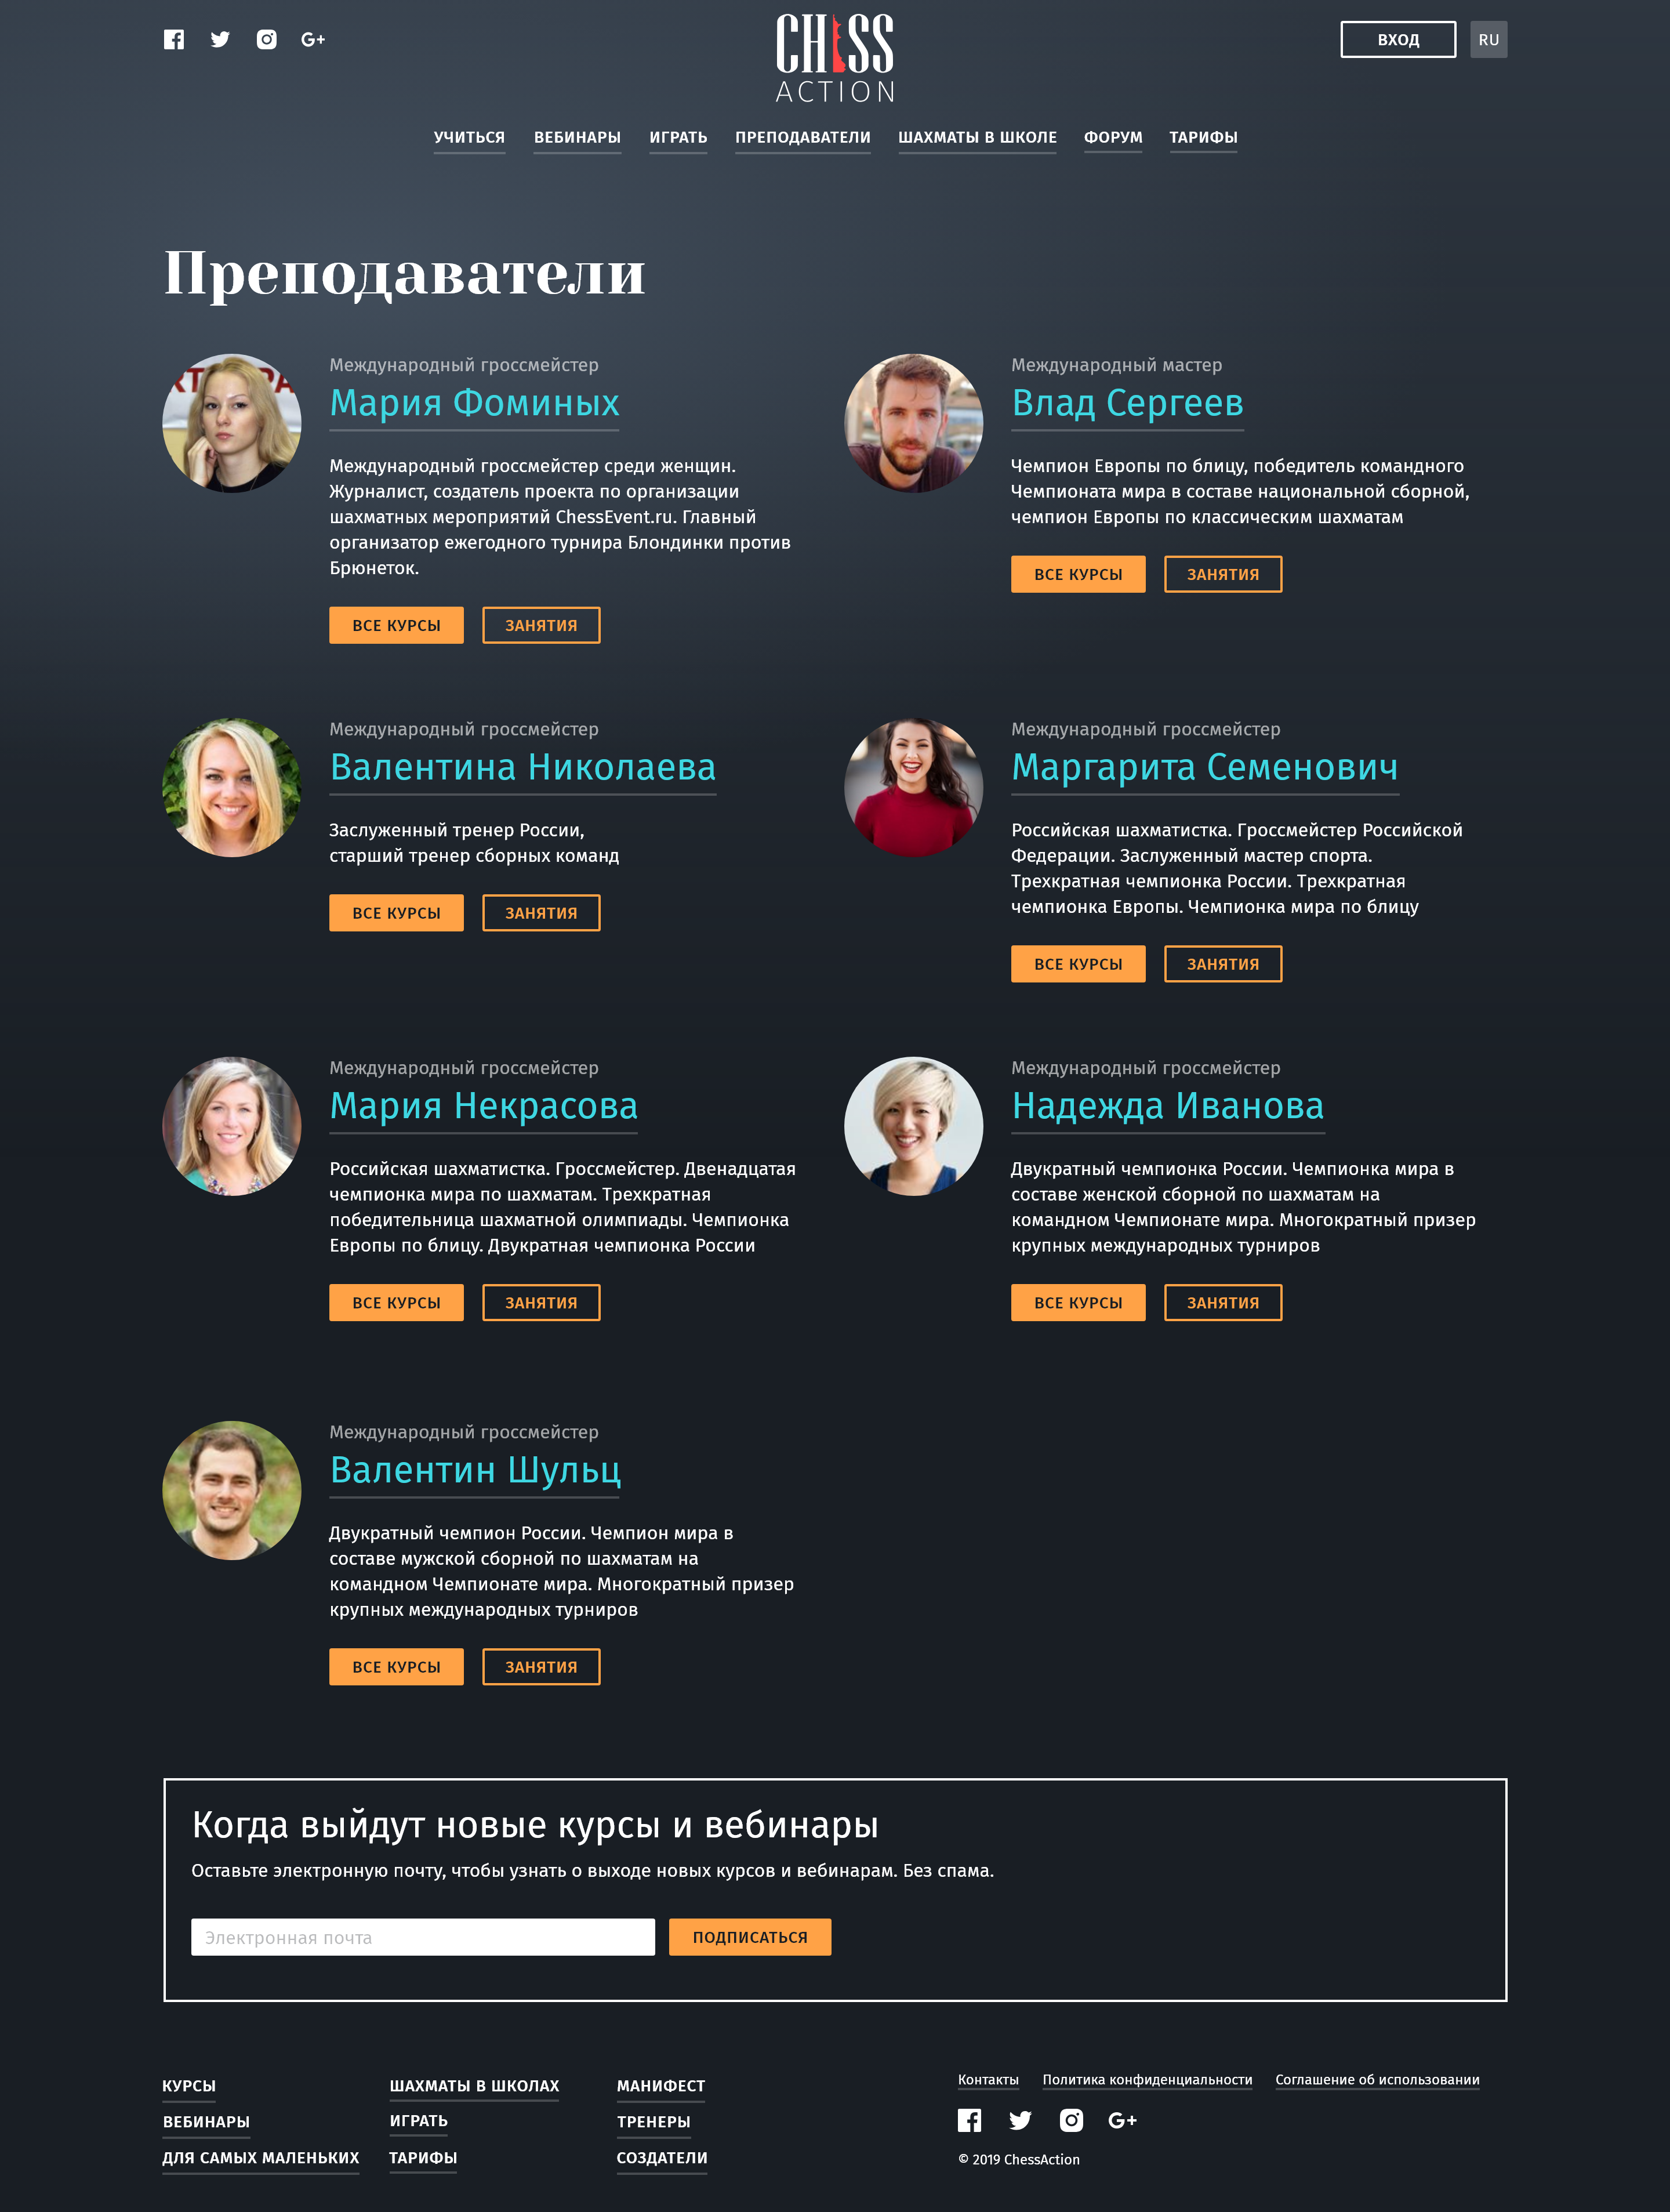 CHESS
ACTION
ВХОД
RU
УЧИТЬСЯ ВЕБИНАРЫ ИГРАТЬ ПРЕПОДАВАТЕЛИ ШАХМАТЫ В ШКОЛЕ ФОРУМ ТАРИФЫ
Преподаватели
Международный гроссмейстер
Мария Фоминых
Международный гроссмейстер среди женщин.
Журналист, создатель проекта по организации
шахматных мероприятий ChessEvent.ru. Главный
организатор ежегодного турнира Блондинки против
Брюнеток.
ВСЕ КУРСЫ ЗАНЯТИЯ
Международный мастер
Влад Сергеев
Чемпион Европы по блицу, победитель командного
Чемпионата мира в составе национальной сборной,
чемпион Европы по классическим шахматам
ВСЕ КУРСЫ ЗАНЯТИЯ
Международный гроссмейстер
Валентина Николаева
Заслуженный тренер России,
старший тренер сборных команд
ВСЕ КУРСЫ ЗАНЯТИЯ
Международный гроссмейстер
Маргарита Семенович
Российская шахматистка. Гроссмейстер Российской
Федерации. Заслуженный мастер спорта.
Трехкратная чемпионка России. Трехкратная
чемпионка Европы. Чемпионка мира по блицу
ВСЕ КУРСЫ ЗАНЯТИЯ
Международный гроссмейстер
Мария Некрасова
Российская шахматистка. Гроссмейстер. Двенадцатая
чемпионка мира по шахматам. Трехкратная
победительница шахматной олимпиады. Чемпионка
Европы по блицу. Двукратная чемпионка России
ВСЕ КУРСЫ ЗАНЯТИЯ
Международный гроссмейстер
Надежда Иванова
Двукратный чемпионка России. Чемпионка мира в
составе женской сборной по шахматам на
командном Чемпионате мира. Многократный призер
крупных международных турниров
ВСЕ КУРСЫ ЗАНЯТИЯ
Международный гроссмейстер
Валентин Шульц
Двукратный чемпион России. Чемпион мира в
составе мужской сборной по шахматам на
командном Чемпионате мира. Многократный призер
крупных международных турниров
ВСЕ КУРСЫ ЗАНЯТИЯ
Когда выйдут новые курсы и вебинары
Оставьте электронную почту, чтобы узнать о выходе новых курсов и вебинарам. Без спама.
Электронная почта
ПОДПИСАТЬСЯ
КУРСЫ
ВЕБИНАРЫ
ДЛЯ САМЫХ МАЛЕНЬКИХ
ШАХМАТЫ В ШКОЛАХ
ИГРАТЬ
ТАРИФЫ
МАНИФЕСТ
ТРЕНЕРЫ
СОЗДАТЕЛИ
Контакты Политика конфиденциальности Соглашение об использовании
© 2019 ChessAction